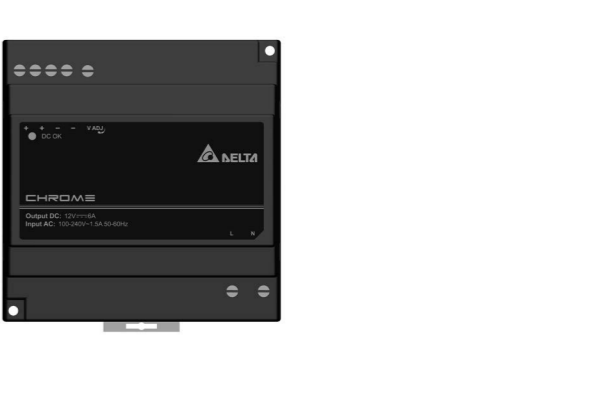 + + − − V ADJ.
DC OK
DELTA
CHROME
Output DC: 12V⎓6A
Input AC: 100-240V~1.5A 50-60Hz
L N